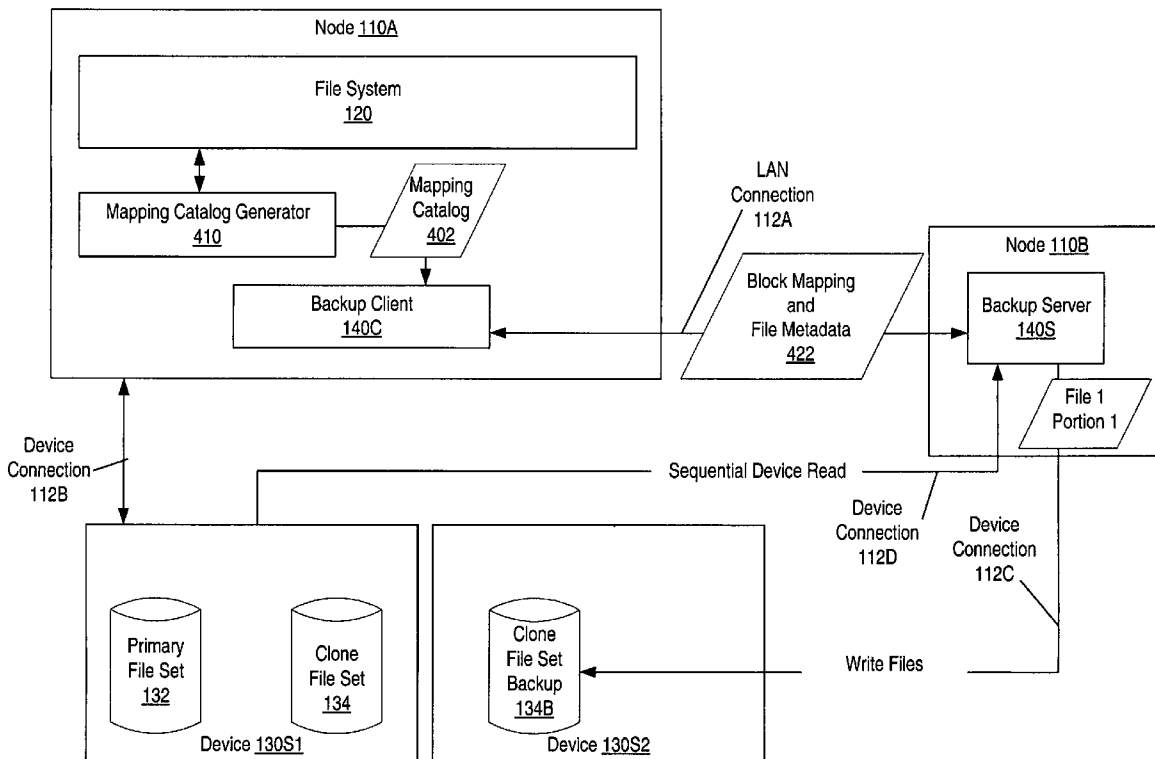 Node 110A
File System
120
Mapping Catalog Generator
410
Mapping
Catalog
402
Backup Client
140C
LAN
Connection
112A
Block Mapping
and
File Metadata
422
Node 110B
Backup Server
140S
File 1
Portion 1
Device
Connection
112B
Sequential Device Read
Device
Connection
112D
Device
Connection
112C
Primary
File Set
132
Clone
File Set
134
Device 130S1
Clone
File Set
Backup
134B
Device 130S2
Write Files